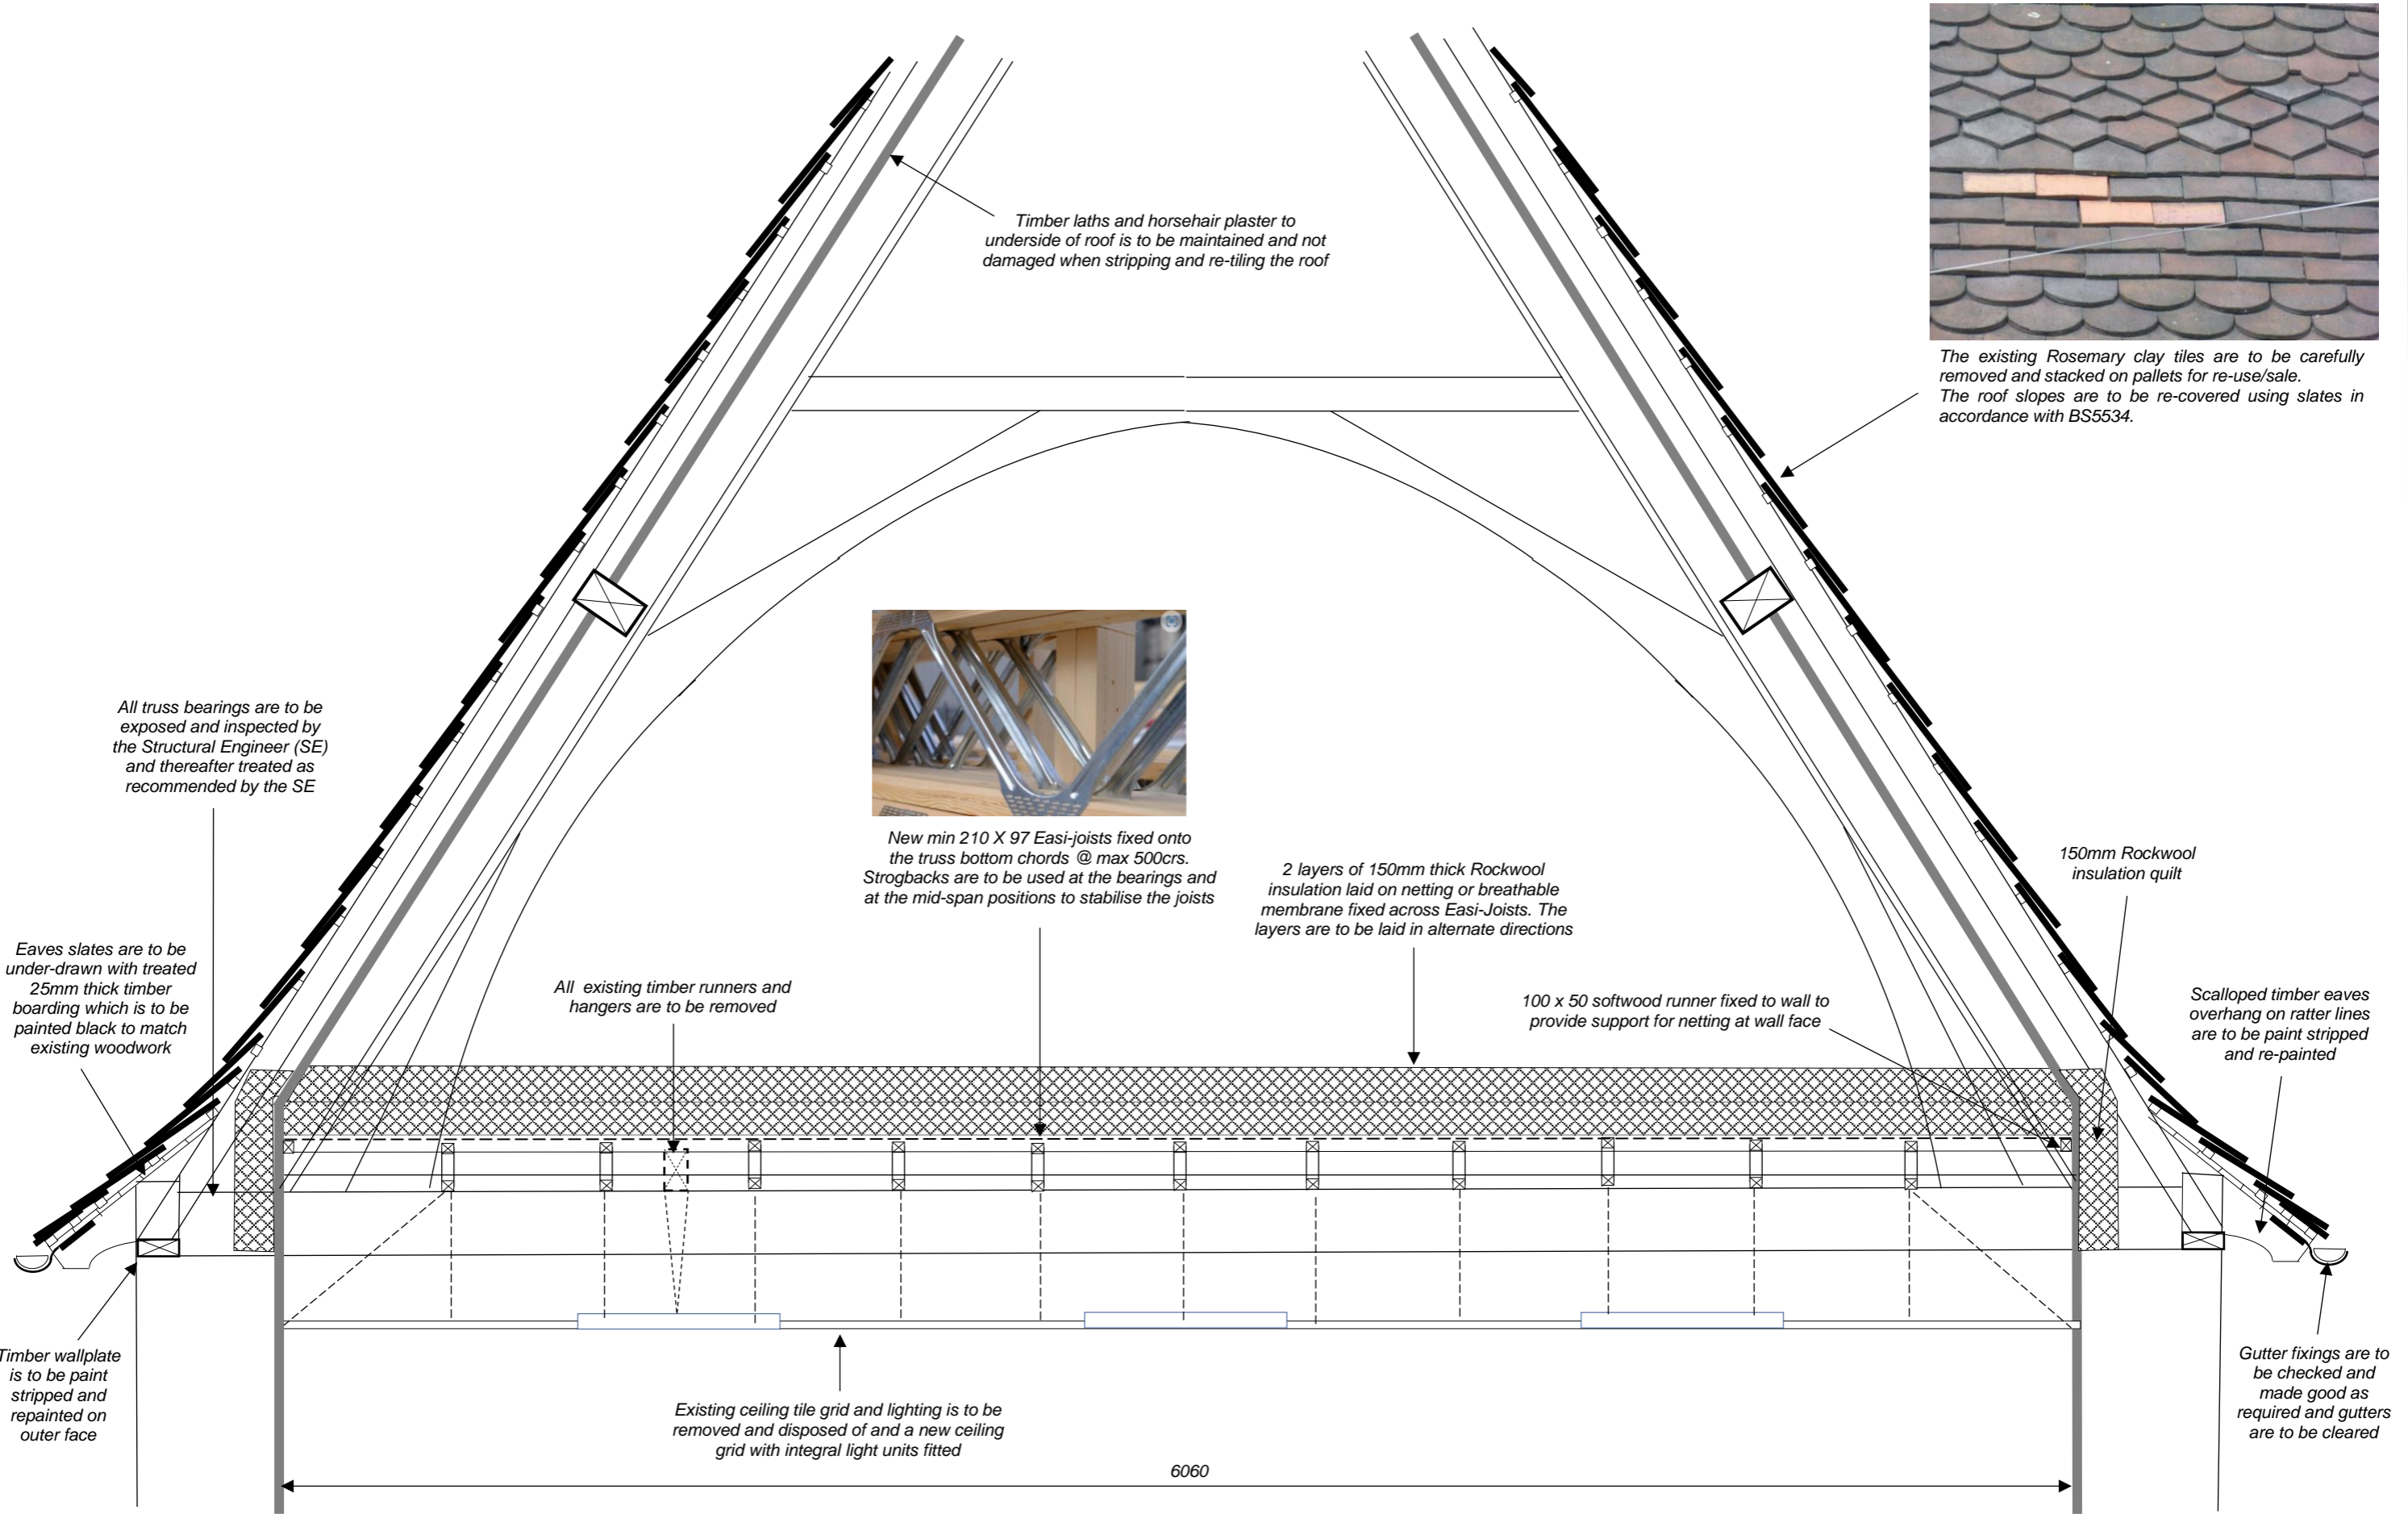 Timber laths and horsehair plaster to
underside of roof is to be maintained and not
damaged when stripping and re-tiling the roof
The existing Rosemary clay tiles are to be carefully
removed and stacked on pallets for re-use/sale.
The roof slopes are to be re-covered using slates in
accordance with BS5534.
All truss bearings are to be
exposed and inspected by
the Structural Engineer (SE)
and thereafter treated as
recommended by the SE
New min 210 X 97 Easi-joists fixed onto
the truss bottom chords @ max 500crs.
Strogbacks are to be used at the bearings and
at the mid-span positions to stabilise the joists
2 layers of 150mm thick Rockwool
insulation laid on netting or breathable
membrane fixed across Easi-Joists. The
layers are to be laid in alternate directions
150mm Rockwool
insulation quilt
Eaves slates are to be
under-drawn with treated
25mm thick timber
boarding which is to be
painted black to match
existing woodwork
All existing timber runners and
hangers are to be removed
100 x 50 softwood runner fixed to wall to
provide support for netting at wall face
Scalloped timber eaves
overhang on ratter lines
are to be paint stripped
and re-painted
Timber wallplate
is to be paint
stripped and
repainted on
outer face
Existing ceiling tile grid and lighting is to be
removed and disposed of and a new ceiling
grid with integral light units fitted
Gutter fixings are to
be checked and
made good as
required and gutters
are to be cleared
6060